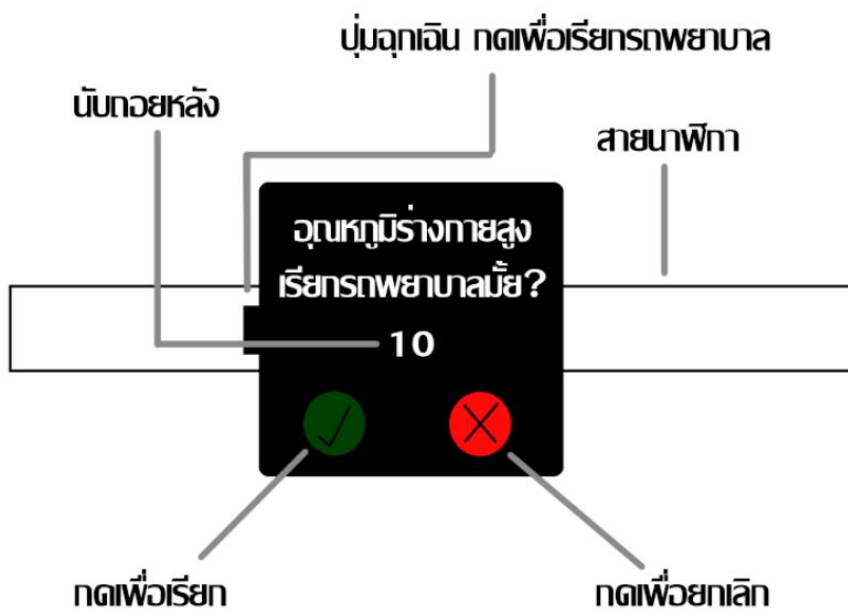 ปุ่มฉุกเฉิน กดเพื่อเรียกรถพยาบาล
นับถอยหลัง
สายนาฬิกา
อุณหภูมิร่างกายสูง
เรียกรถพยาบาลมั้ย?
10
กดเพื่อเรียก
กดเพื่อยกเลิก